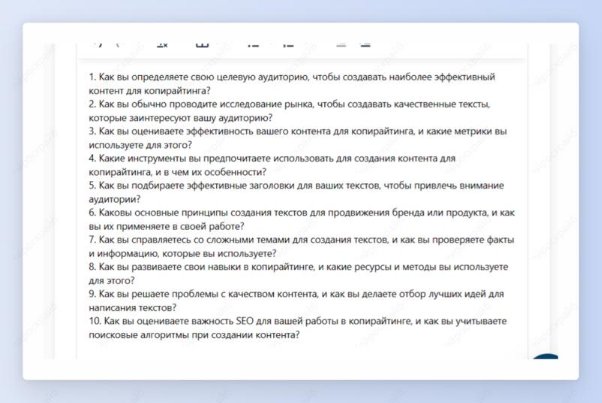 1. Как вы определяете свою целевую аудиторию, чтобы создавать наиболее эффективный
контент для копирайтинга?
2. Как вы обычно проводите исследование рынка, чтобы создавать качественные тексты,
которые заинтересуют вашу аудиторию?
3. Как вы оцениваете эффективность вашего контента для копирайтинга, и какие метрики вы
используете для этого?
4. Какие инструменты вы предпочитаете использовать для создания контента для
копирайтинга, и в чем их особенности?
5. Как вы подбираете эффективные заголовки для ваших текстов, чтобы привлечь внимание
аудитории?
6. Каковы основные принципы создания текстов для продвижения бренда или продукта, и как
вы их применяете в своей работе?
7. Как вы справляетесь со сложными темами для создания текстов, и как вы проверяете факты
и информацию, которые вы используете?
8. Как вы развиваете свои навыки в копирайтинге, и какие ресурсы и методы вы используете
для этого?
9. Как вы решаете проблемы с качеством контента, и как вы делаете отбор лучших идей для
написания текстов?
10. Как вы оцениваете важность SEO для вашей работы в копирайтинге, и как вы учитываете
поисковые алгоритмы при создании контента?